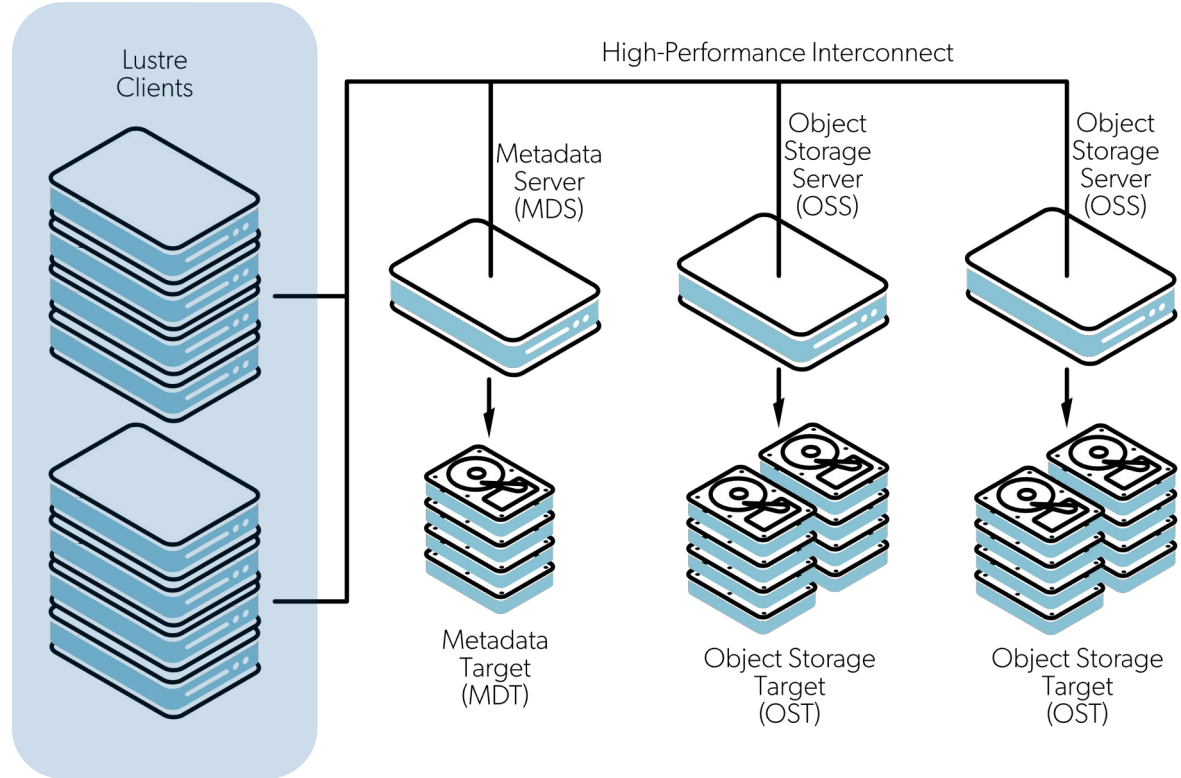 Lustre
Clients
High-Performance Interconnect
Metadata
Server
(MDS)
Object
Storage
Server
(OSS)
Object
Storage
Server
(OSS)
Metadata
Target
(MDT)
Object Storage
Target
(OST)
Object Storage
Target
(OST)